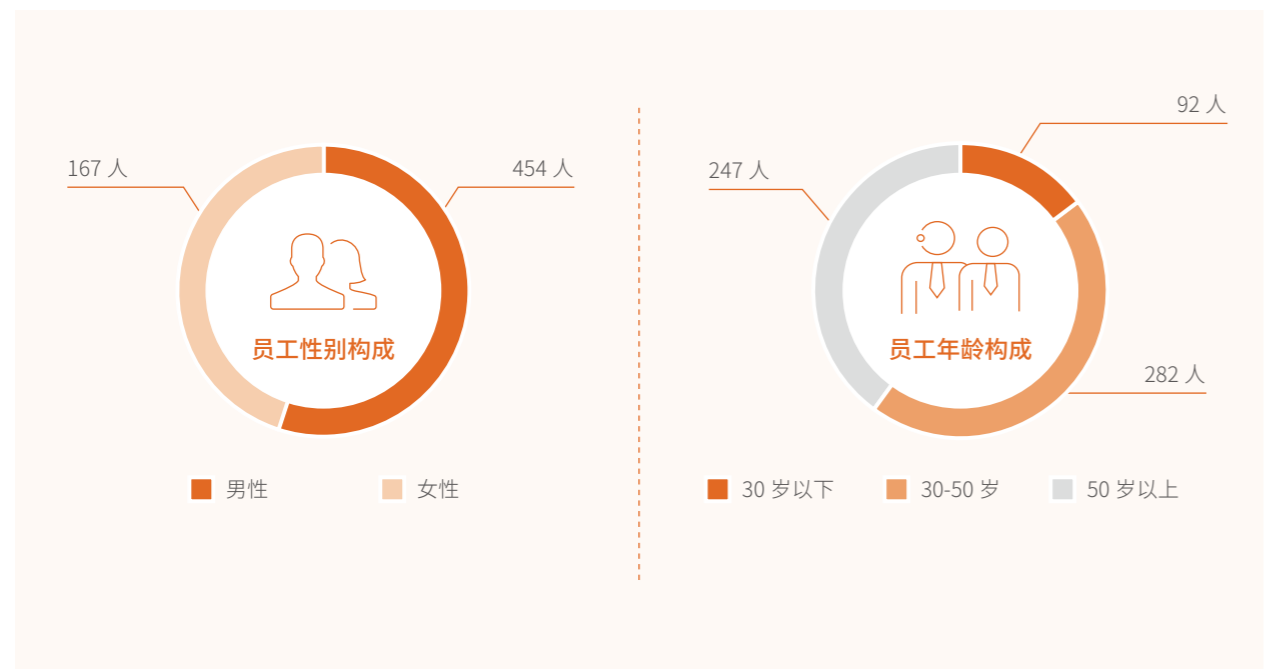 167 人
454 人
员工性别构成
男性
女性
92 人
247 人
员工年龄构成
282 人
30 岁以下
30-50 岁
50 岁以上